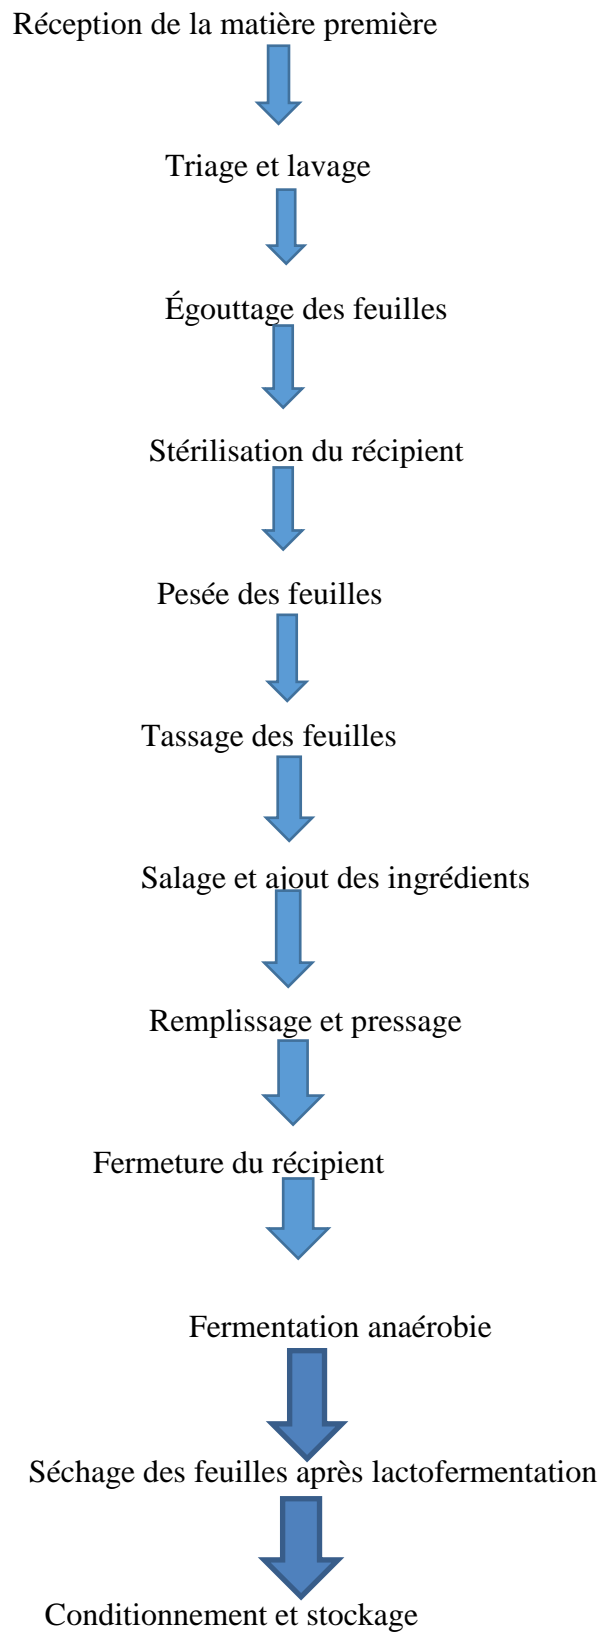 Réception de la matière première
Triage et lavage
Égouttage des feuilles
Stérilisation du récipient
Pesée des feuilles
Tassage des feuilles
Salage et ajout des ingrédients
Remplissage et pressage
Fermeture du récipient
Fermentation anaérobie
Séchage des feuilles après lactofermentation
Conditionnement et stockage